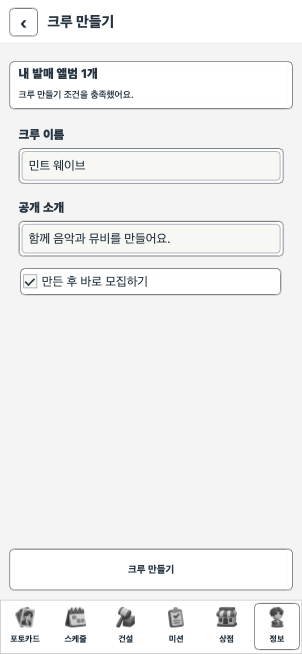 크루 만들기
내 발매 앨범 1개
크루 만들기 조건을 충족했어요.
크루 이름
민트 웨이브
공개 소개
함께 음악과 뮤비를 만들어요.
만든 후 바로 모집하기
크루 만들기
포토카드 스케줄 건설 미션 상점 정보